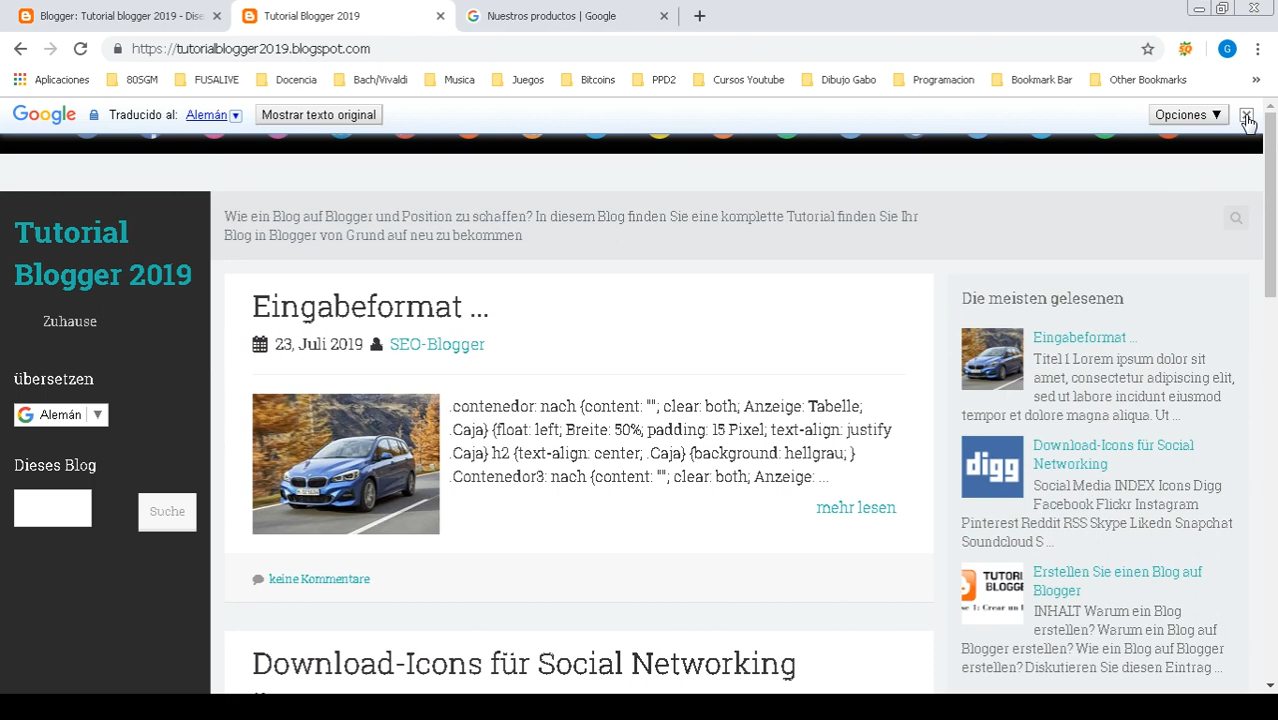 Blogger: Tutorial blogger 2019 - Dise
Tutorial Blogger 2019
Nuestros productos | Google
https://tutorialblogger2019.blogspot.com
G
Aplicaciones
80SGM
FUSALIVE
Docencia
Bach/Vivaldi
Musica
Juegos
Bitcoins
PPD2
Cursos Youtube
Dibujo Gabo
Programacion
Bookmark Bar
Other Bookmarks
»
Google
Traducido al: Alemán
Mostrar texto original
Opciones ▼
Tutorial
Blogger 2019
Zuhause
übersetzen
Alemán
Dieses Blog
Suche
Wie ein Blog auf Blogger und Position zu schaffen? In diesem Blog finden Sie eine komplette Tutorial finden Sie Ihr
Blog in Blogger von Grund auf neu zu bekommen
Eingabeformat ...
23, Juli 2019 SEO-Blogger
.contenedor: nach {content: ""; clear: both; Anzeige: Tabelle;
.Caja} {float: left; Breite: 50%; padding: 15 Pixel; text-align: justify
.Caja} h2 {text-align: center; .Caja} {background: hellgrau; }
.Contenedor3: nach {content: ""; clear: both; Anzeige: ...
mehr lesen
keine Kommentare
Download-Icons für Social Networking
Die meisten gelesenen
Eingabeformat ...
Titel 1 Lorem ipsum dolor sit
amet, consectetur adipiscing elit,
sed ut labore incidunt eiusmod
tempor et dolore magna aliqua. Ut ...
digg
Download-Icons für Social
Networking
Social Media INDEX Icons Digg
Facebook Flickr Instagram
Pinterest Reddit RSS Skype Likedn Snapchat
Soundcloud S ...
TUTOR
BLOGGE
se 1: Crear un
Erstellen Sie einen Blog auf
Blogger
INHALT Warum ein Blog
erstellen? Warum ein Blog auf
Blogger erstellen? Wie ein Blog auf Blogger
erstellen? Diskutieren Sie diesen Eintrag ...